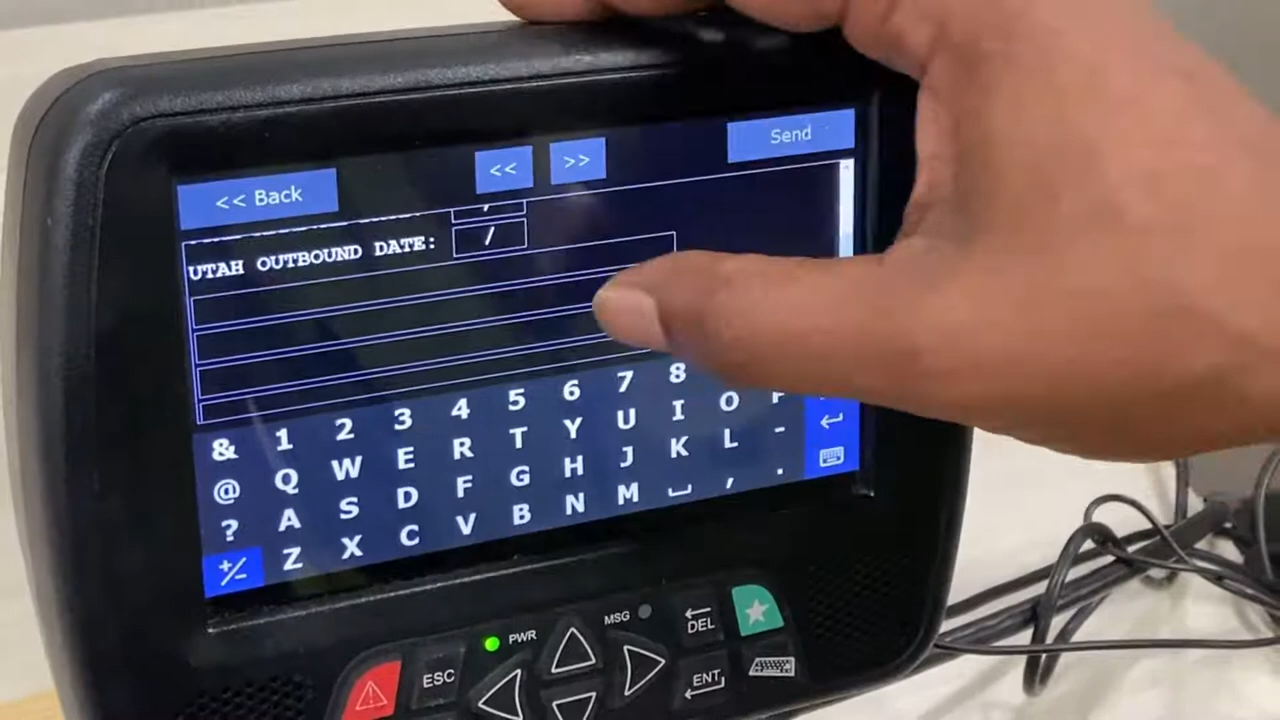 Send
<< >>
<< Back
/
UTAH OUTBOUND DATE: /
& 1 2 3 4 5 6 7 8
@ Q W E R T Y U I O
? A S D F G H J K L -
+/- Z X C V B N M , .
MSG
PWR
DEL
ESC
ENT